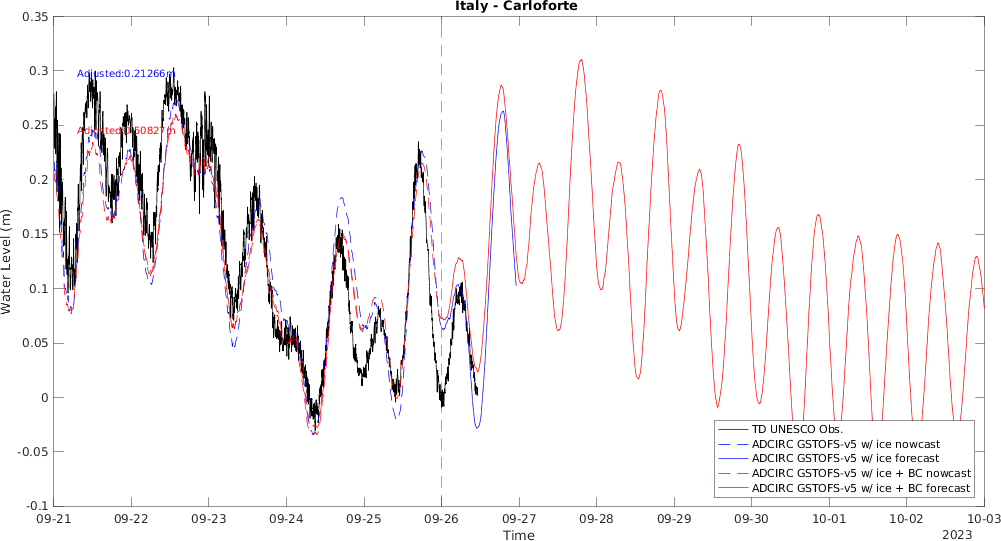 Italy - Carloforte
0.35
0.3
0.25
0.2
0.15
0.1
0.05
0
-0.05
-0.1
Water Level (m)
Adjusted:0.21266m
TD UNESCO Obs.
ADCIRC GSTOFS-v5 w/ ice nowcast
ADCIRC GSTOFS-v5 w/ ice forecast
ADCIRC GSTOFS-v5 w/ ice + BC nowcast
ADCIRC GSTOFS-v5 w/ ice + BC forecast
09-21 09-22 09-23 09-24 09-25 09-26 09-27 09-28 09-29 09-30 10-01 10-02 10-03
Time
2023